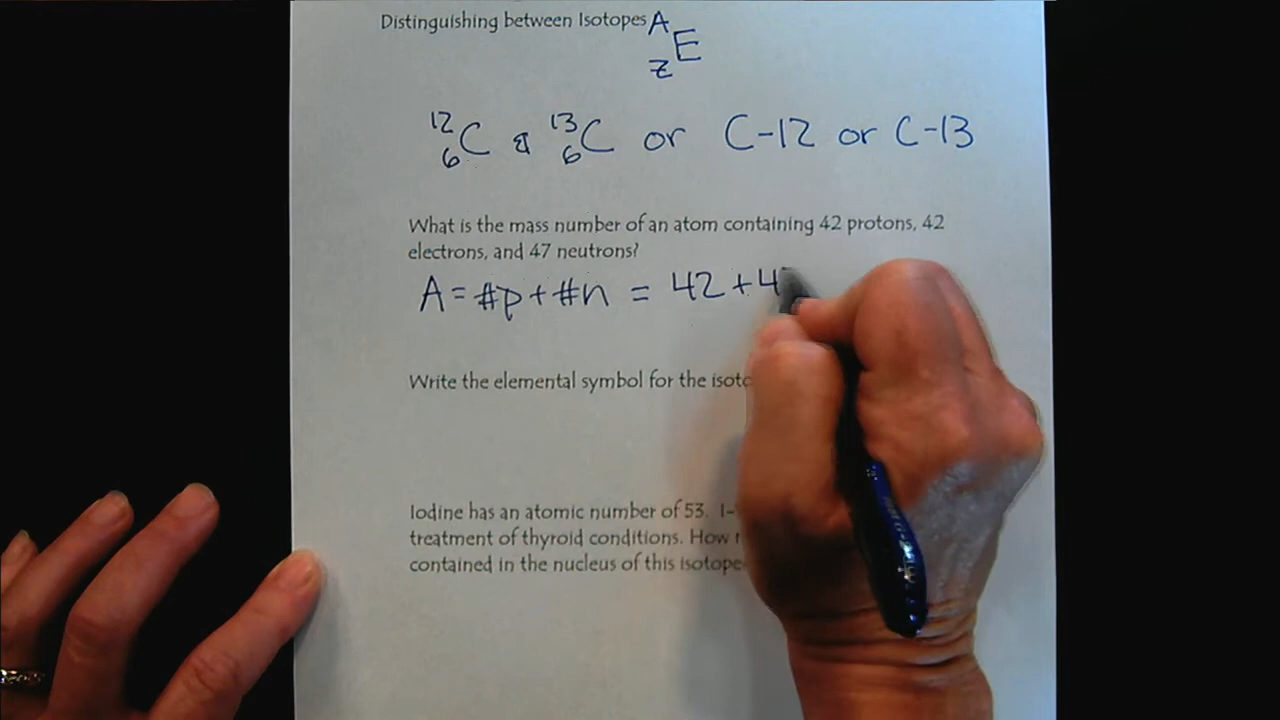 Distinguishing between Isotopes A
Z E
12 6 C & 13 6 C or C-12 or C-13
What is the mass number of an atom containing 42 protons, 42
electrons, and 47 neutrons?
A = #p + #n = 42 + 4
Write the elemental symbol for the
Iodine has an atomic number of 53. I-
treatment of thyroid conditions. How
contained in the nucleus of this isotope